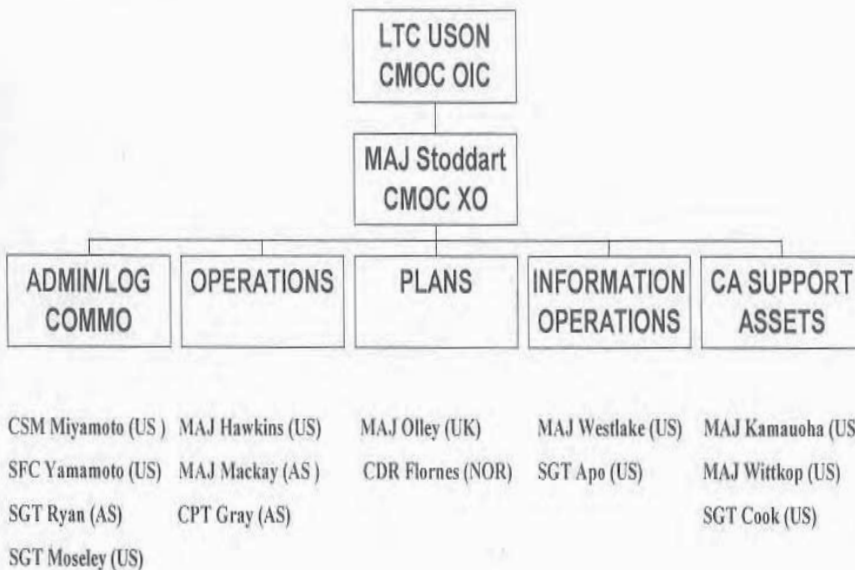 LTC USON
CMOC OIC
MAJ Stoddart
CMOC XO
ADMIN/LOG
COMMO
OPERATIONS
PLANS
INFORMATION
OPERATIONS
CA SUPPORT
ASSETS
CSM Miyamoto (US )
SFC Yamamoto (US)
SGT Ryan (AS)
SGT Moseley (US)
MAJ Hawkins (US)
MAJ Mackay (AS )
CPT Gray (AS)
MAJ Olley (UK)
CDR Flornes (NOR)
MAJ Westlake (US)
SGT Apo (US)
MAJ Kamauoha (US
MAJ Wittkop (US)
SGT Cook (US)